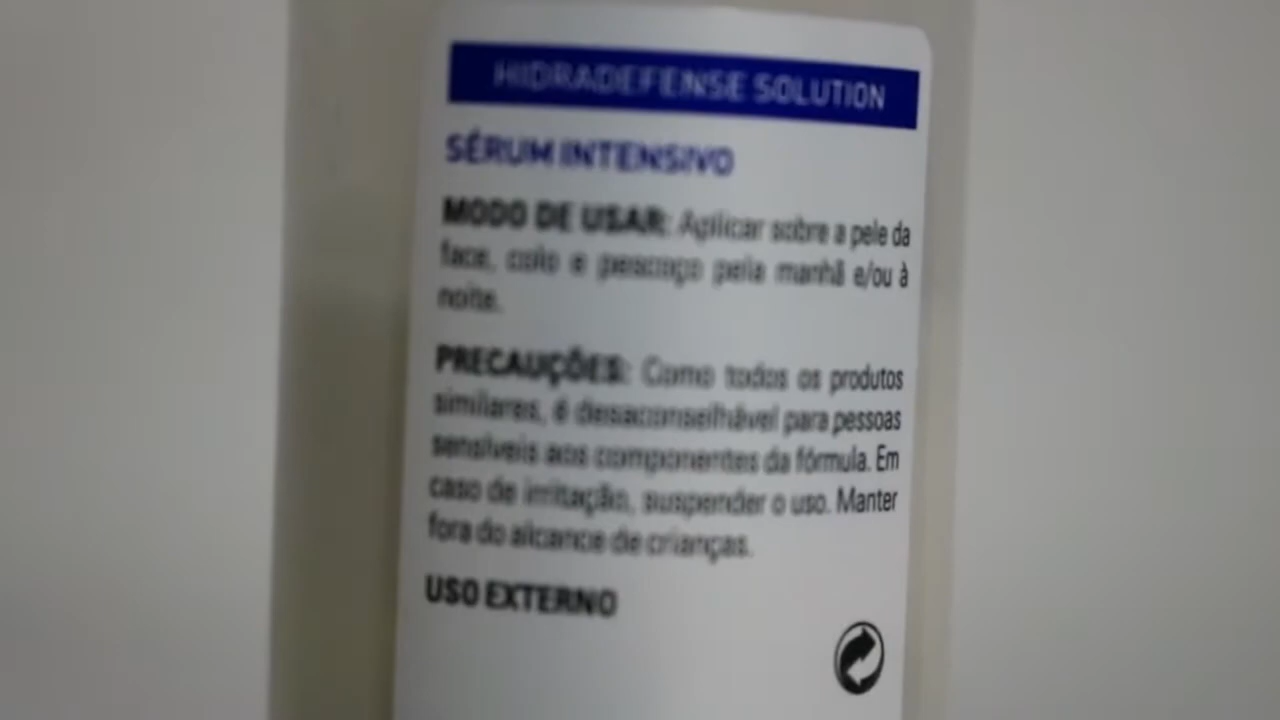 HIDRADEFENSE SOLUTION
SÉRUM INTENSIVO
MODO DE USAR: Aplicar sobre a pele da
face, colo e pescoço pela manhã e/ou à
noite.
PRECAUÇÕES: Como todos os produtos
similares, é desaconselhável para pessoas
sensíveis aos componentes da fórmula. Em
caso de irritação, suspender o uso. Manter
fora do alcance de crianças.
USO EXTERNO